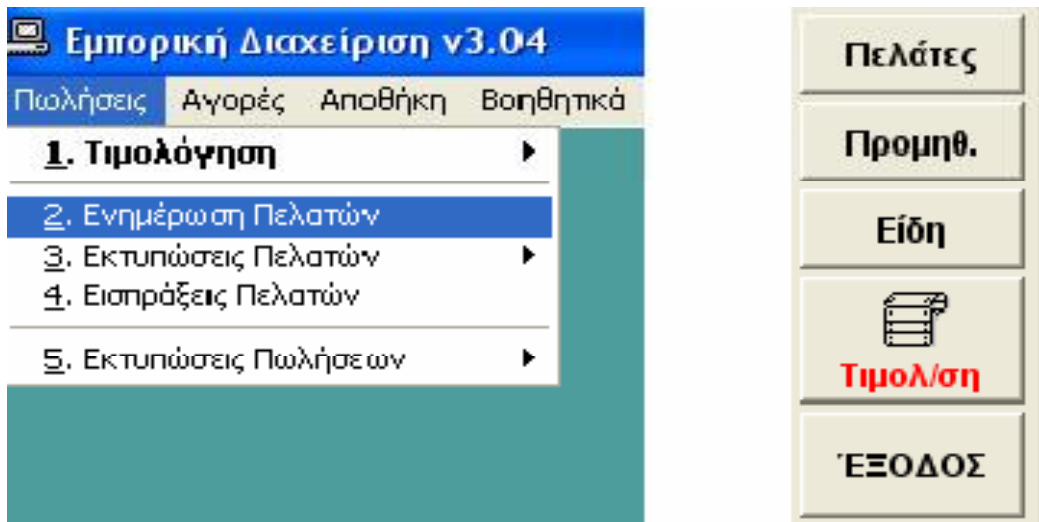 Εμπορική Διαχείριση v3.04
Πωλήσεις Αγορές Αποθήκη Βοηθητικά
1. Τιμολόγηση
2. Ενημέρωση Πελατών
3. Εκτυπώσεις Πελατών
4. Εισπράξεις Πελατών
5. Εκτυπώσεις Πωλήσεων
Πελάτες
Προμηθ.
Είδη
Τιμολ/ση
ΈΞΟΔΟΣ